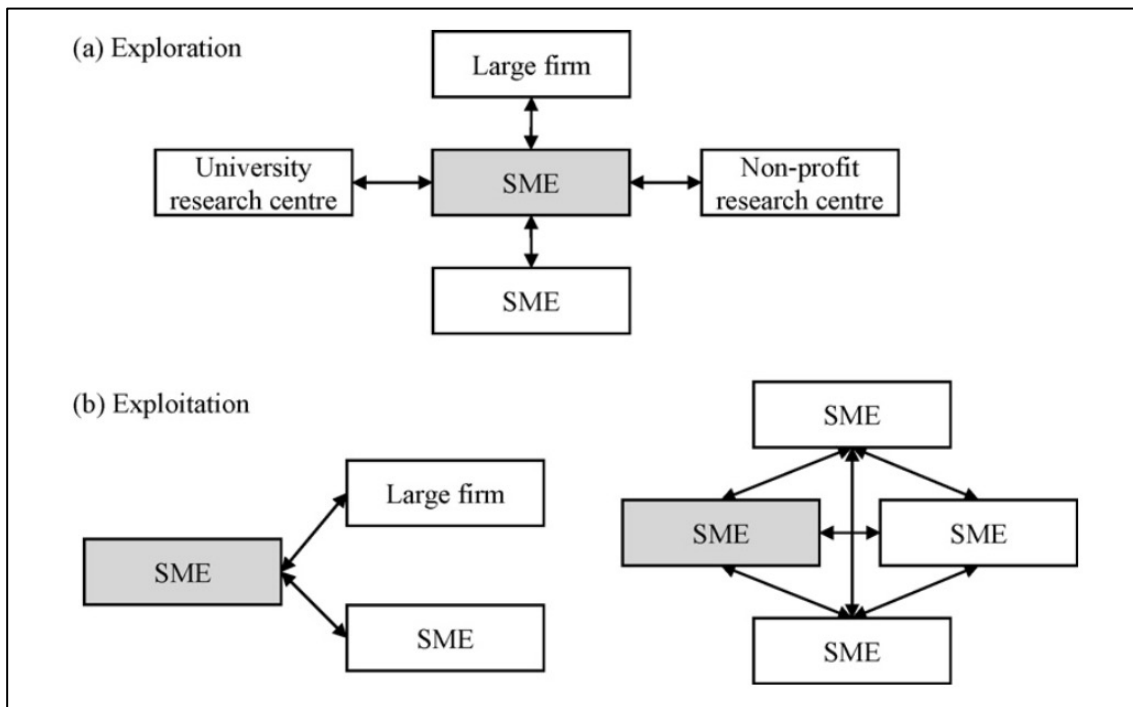 (a) Exploration
Large firm
University
research centre
SME
Non-profit
research centre
SME
(b) Exploitation
SME
Large firm
SME
SME
SME
SME
SME